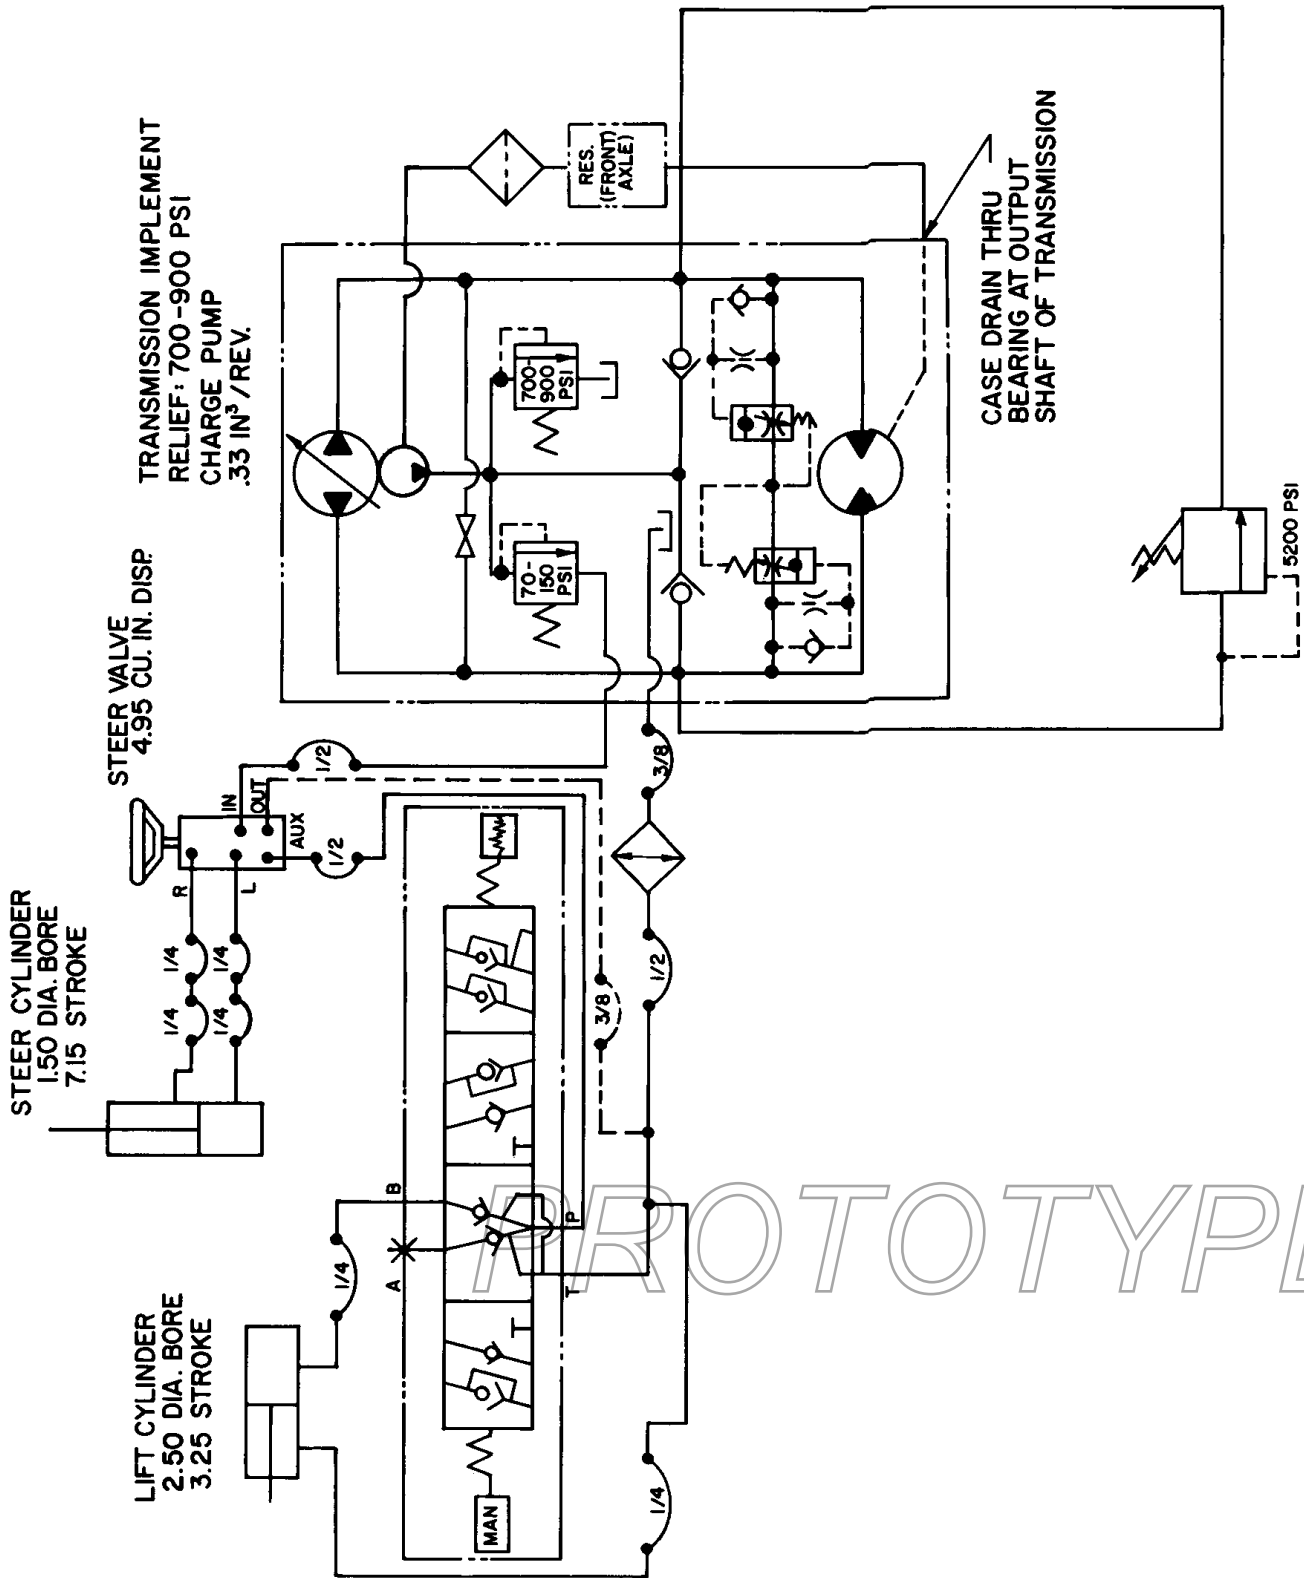 STEER CYLINDER
1.50 DIA. BORE
7.15 STROKE
STEER VALVE
4.95 CU. IN. DISP.
TRANSMISSION IMPLEMENT
RELIEF: 700-900 PSI
CHARGE PUMP
.33 IN³/REV.
LIFT CYLINDER
2.50 DIA. BORE
3.25 STROKE
R
L
IN
OUT
AUX
1/4
1/4
1/4
1/4
1/2
1/2
RES.
(FRONT)
AXLE)
70-
150
PSI
700-
900
PSI
1/4
A
B
T
P
MAN
3/8
1/2
3/8
1/4
CASE DRAIN THRU
BEARING AT OUTPUT
SHAFT OF TRANSMISSION
5200 PSI
PROTOTYPE